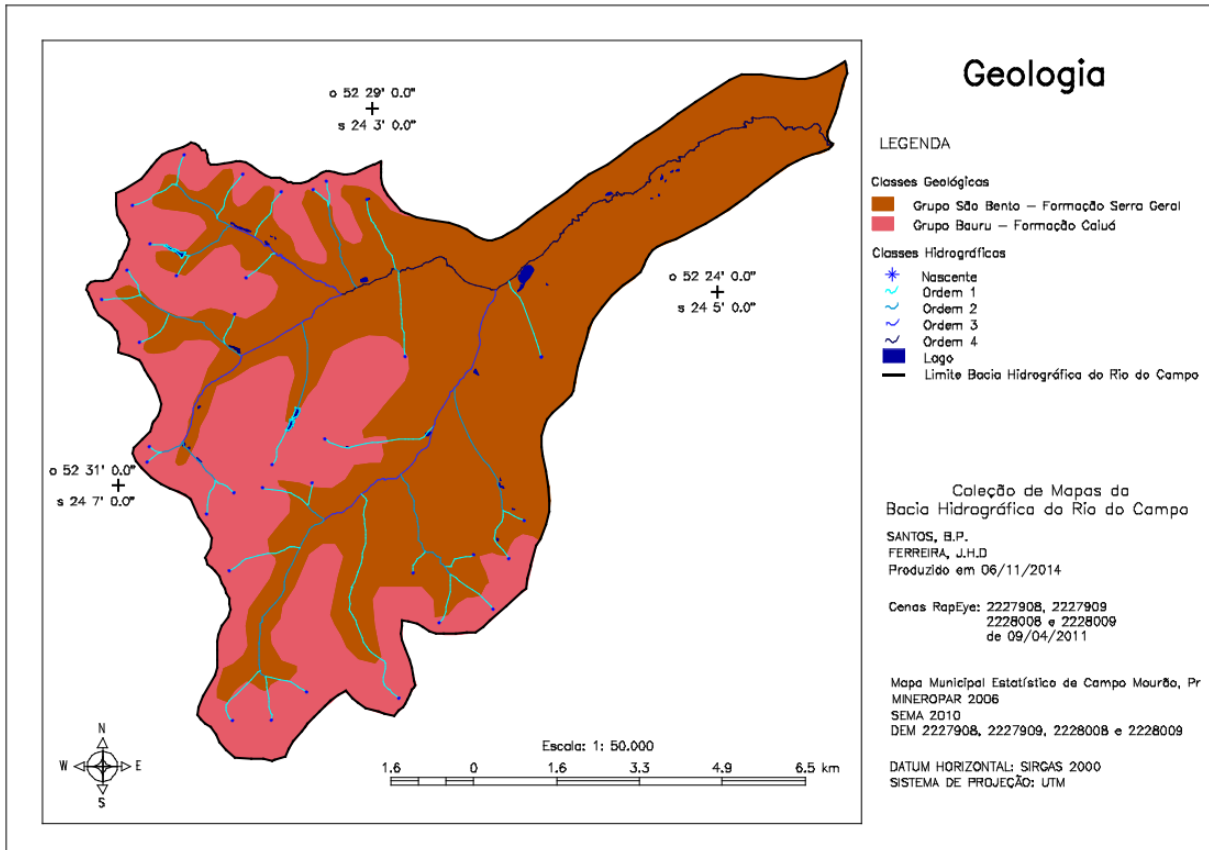 Geologia
o 52 29' 0.0"
s 24 3' 0.0"
LEGENDA
Classes Geológicas
Grupo São Bento – Formação Serra Geral
Grupo Bauru – Formação Caiuá
Classes Hidrográficas
Nascente
Ordem 1
Ordem 2
Ordem 3
Ordem 4
Lago
Limite Bacia Hidrográfica do Rio do Campo
o 52 24' 0.0"
s 24 5' 0.0"
o 52 31' 0.0"
s 24 7' 0.0"
Coleção de Mapas da
Bacia Hidrográfica do Rio do Campo
SANTOS, B.P.
FERREIRA, J.H.D
Produzido em 06/11/2014
Cenas RapEye: 2227908, 2227909
2228008 e 2228009
de 09/04/2011
Mapa Municipal Estatístico de Campo Mourão, Pr
MINEROPAR 2006
SEMA 2010
DEM 2227908, 2227909, 2228008 e 2228009
DATUM HORIZONTAL: SIRGAS 2000
SISTEMA DE PROJEÇÃO: UTM
N
W E
S
Escala: 1: 50.000
1.6 0 1.6 3.3 4.9 6.5 km